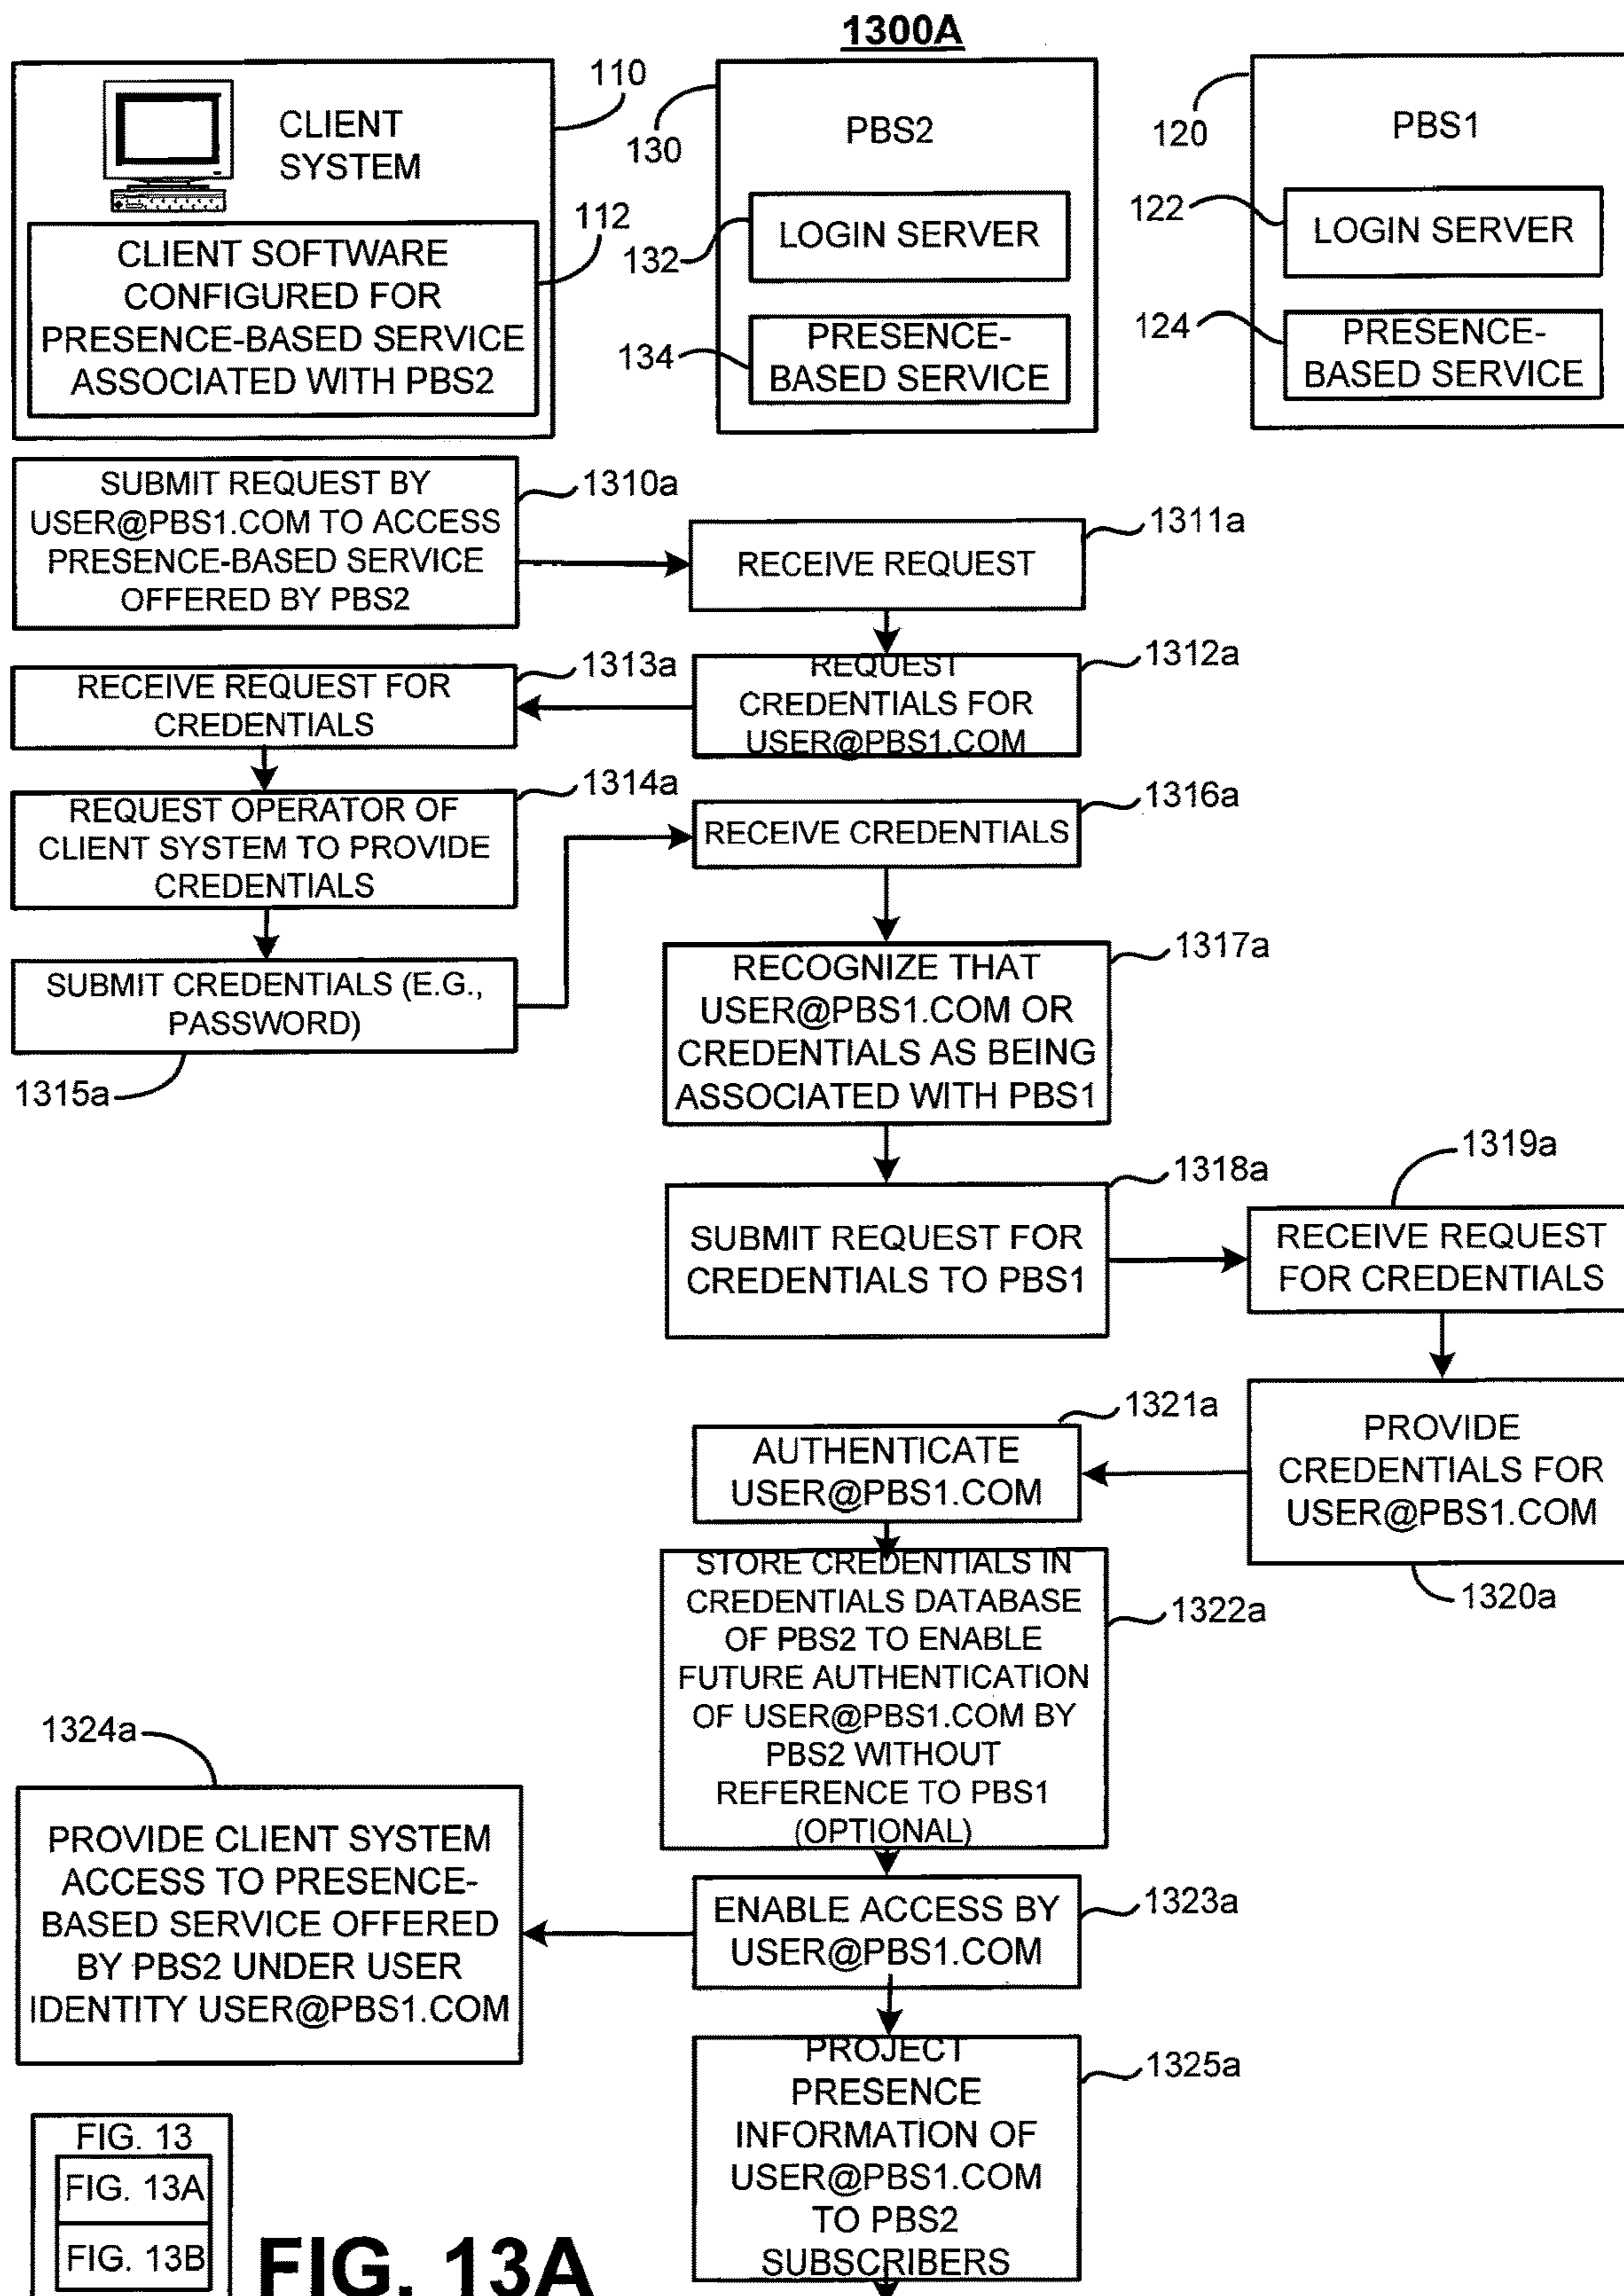 1300A
CLIENT
SYSTEM
110
CLIENT SOFTWARE
CONFIGURED FOR
PRESENCE-BASED SERVICE
ASSOCIATED WITH PBS2
112
130
PBS2
132
LOGIN SERVER
134
PRESENCE-
BASED SERVICE
120
PBS1
122
LOGIN SERVER
124
PRESENCE-
BASED SERVICE
SUBMIT REQUEST BY
USER@PBS1.COM TO ACCESS
PRESENCE-BASED SERVICE
OFFERED BY PBS2
1310a
RECEIVE REQUEST
1311a
REQUEST
CREDENTIALS FOR
USER@PBS1.COM
1312a
RECEIVE REQUEST FOR
CREDENTIALS
1313a
REQUEST OPERATOR OF
CLIENT SYSTEM TO PROVIDE
CREDENTIALS
1314a
SUBMIT CREDENTIALS (E.G.,
PASSWORD)
1315a
RECEIVE CREDENTIALS
1316a
RECOGNIZE THAT
USER@PBS1.COM OR
CREDENTIALS AS BEING
ASSOCIATED WITH PBS1
1317a
SUBMIT REQUEST FOR
CREDENTIALS TO PBS1
1318a
1319a
RECEIVE REQUEST
FOR CREDENTIALS
PROVIDE
CREDENTIALS FOR
USER@PBS1.COM
1320a
AUTHENTICATE
USER@PBS1.COM
1321a
STORE CREDENTIALS IN
CREDENTIALS DATABASE
OF PBS2 TO ENABLE
FUTURE AUTHENTICATION
OF USER@PBS1.COM BY
PBS2 WITHOUT
REFERENCE TO PBS1
(OPTIONAL)
1322a
ENABLE ACCESS BY
USER@PBS1.COM
1323a
1324a
PROVIDE CLIENT SYSTEM
ACCESS TO PRESENCE-
BASED SERVICE OFFERED
BY PBS2 UNDER USER
IDENTITY USER@PBS1.COM
PROJECT
PRESENCE
INFORMATION OF
USER@PBS1.COM
TO PBS2
SUBSCRIBERS
1325a
FIG. 13
FIG. 13A
FIG. 13B
FIG. 13A